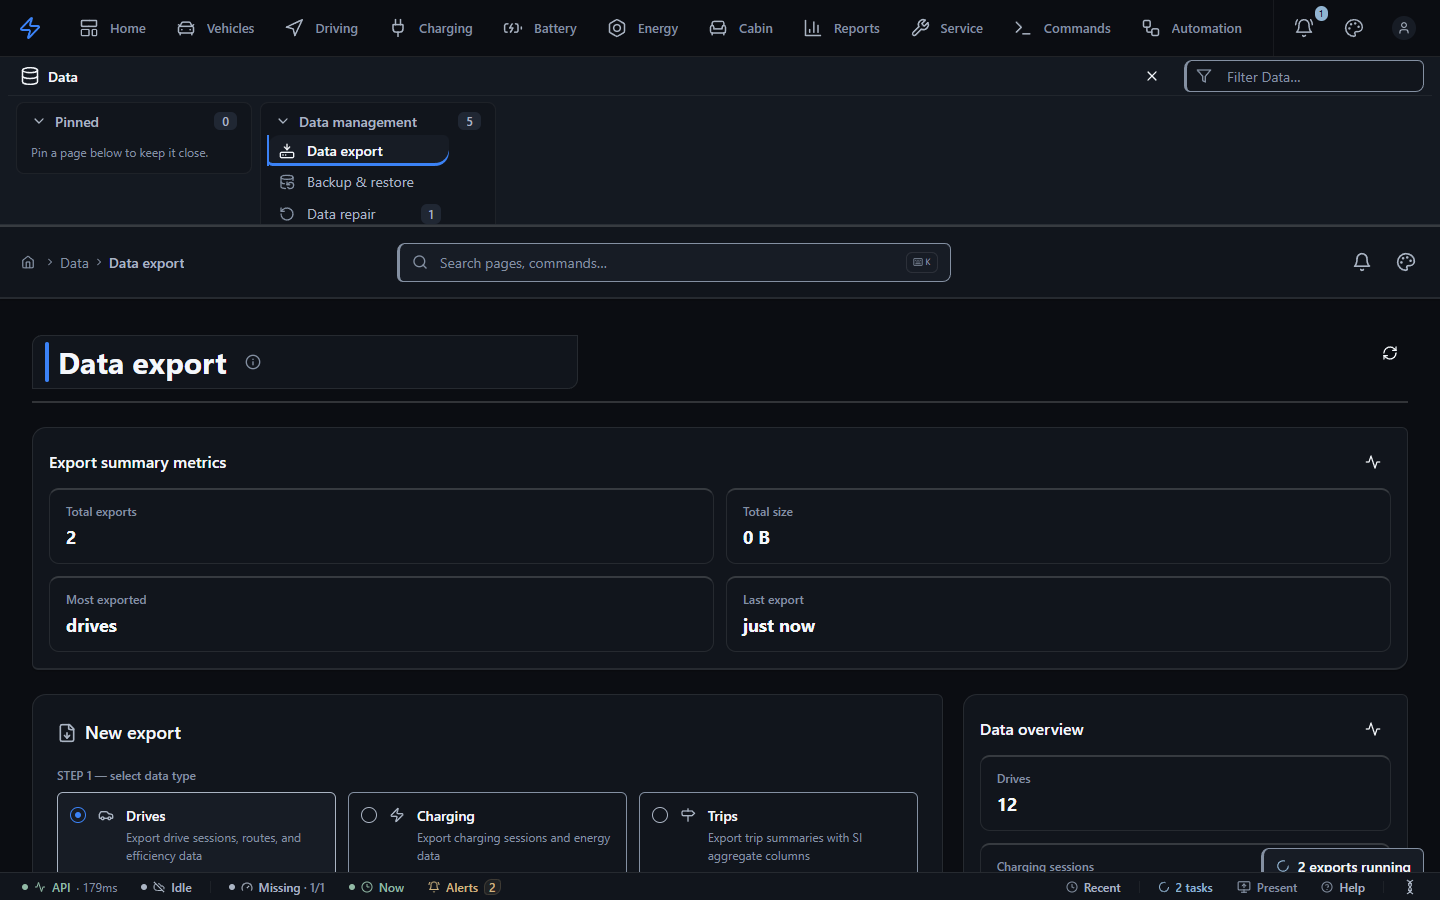 Home
Vehicles
Driving
Charging
Battery
Energy
Cabin
Reports
Service
Commands
Automation
1
Data
Filter Data...
Pinned
0
Pin a page below to keep it close.
Data management
5
Data export
Backup & restore
Data repair
1
Data
Data export
Search pages, commands...
K
Data export
Export summary metrics
Total exports
2
Total size
0 B
Most exported
drives
Last export
just now
New export
STEP 1 — select data type
Drives
Export drive sessions, routes, and
efficiency data
Charging
Export charging sessions and energy
data
Trips
Export trip summaries with SI
aggregate columns
Data overview
Drives
12
Charging sessions
2 exports running
API · 179ms
Idle
Missing · 1/1
Now
Alerts 2
Recent
2 tasks
Present
Help